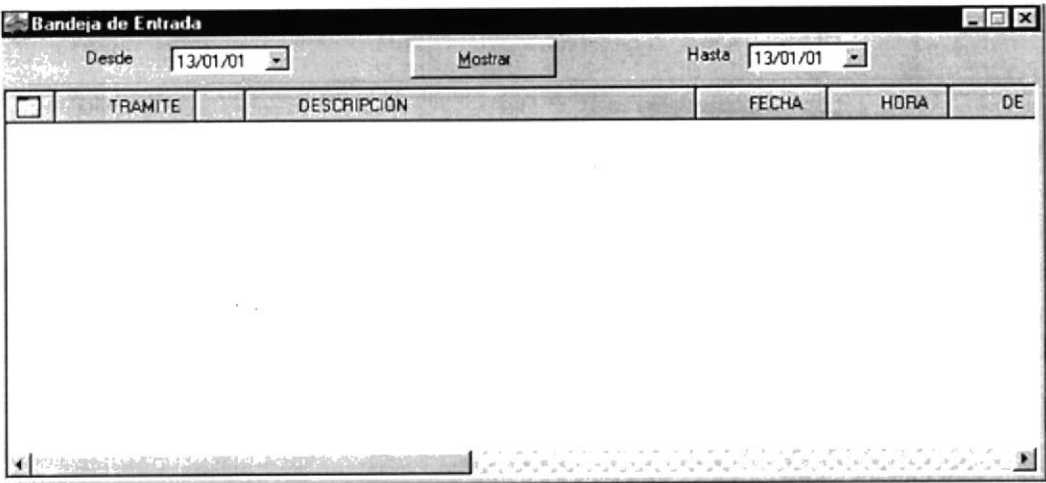 Bandeja de Entrada
Desde 13/01/01 Mostrar Hasta 13/01/01
TRAMITE DESCRIPCIÓN FECHA HORA DE